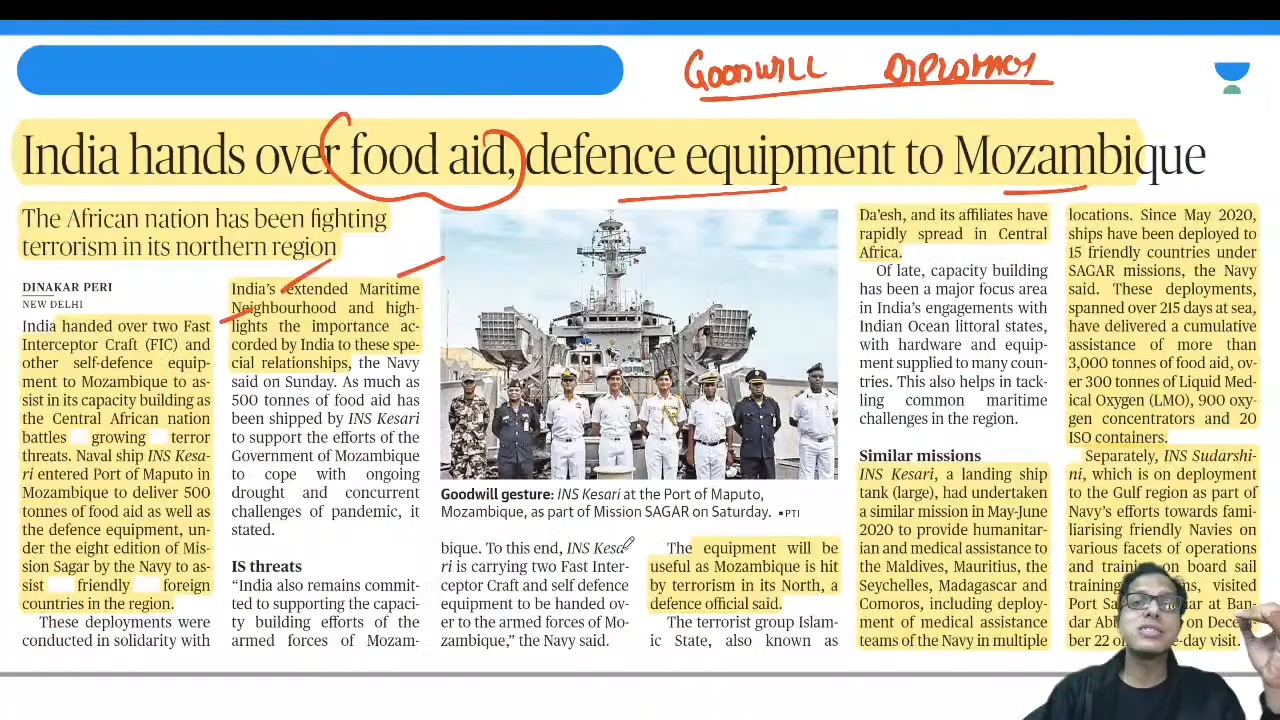 GOODWILL DIPLOMACY
India hands over food aid, defence equipment to Mozambique
The African nation has been fighting
terrorism in its northern region
DINAKAR PERI
NEW DELHI
India handed over two Fast
Interceptor Craft (FIC) and
other self-defence equip-
ment to Mozambique to as-
sist in its capacity building as
the Central African nation
battles growing terror
threats. Naval ship INS Kesa-
ri entered Port of Maputo in
Mozambique to deliver 500
tonnes of food aid as well as
the defence equipment, un-
der the eight edition of Mis-
sion Sagar by the Navy to as-
sist friendly foreign
countries in the region.
These deployments were
conducted in solidarity with
India's extended Maritime
Neighbourhood and high-
lights the importance ac-
corded by India to these spe-
cial relationships, the Navy
said on Sunday. As much as
500 tonnes of food aid has
been shipped by INS Kesari
to support the efforts of the
Government of Mozambique
to cope with ongoing
drought and concurrent
challenges of pandemic, it
stated.
IS threats
"India also remains commit-
ted to supporting the capaci-
ty building efforts of the
armed forces of Mozam-
Goodwill gesture: INS Kesari at the Port of Maputo,
Mozambique, as part of Mission SAGAR on Saturday. ▪PTI
bique. To this end, INS Kesa-
ri is carrying two Fast Inter-
ceptor Craft and self defence
equipment to be handed ov-
er to the armed forces of Mo-
zambique," the Navy said.
The equipment will be
useful as Mozambique is hit
by terrorism in its North, a
defence official said.
The terrorist group Islam-
ic State, also known as
Da'esh, and its affiliates have
rapidly spread in Central
Africa.
Of late, capacity building
has been a major focus area
in India's engagements with
Indian Ocean littoral states,
with hardware and equip-
ment supplied to many coun-
tries. This also helps in tack-
ling common maritime
challenges in the region.
Similar missions
INS Kesari, a landing ship
tank (large), had undertaken
a similar mission in May-June
2020 to provide humanitar-
ian and medical assistance to
the Maldives, Mauritius, the
Seychelles, Madagascar and
Comoros, including deploy-
ment of medical assistance
teams of the Navy in multiple
locations. Since May 2020,
ships have been deployed to
15 friendly countries under
SAGAR missions, the Navy
said. These deployments,
spanned over 215 days at sea,
have delivered a cumulative
assistance of more than
3,000 tonnes of food aid, ov-
er 300 tonnes of Liquid Med-
ical Oxygen (LMO), 900 oxy-
gen concentrators and 20
ISO containers.
Separately, INS Sudarshi-
ni, which is on deployment
to the Gulf region as part of
Navy's efforts towards fami-
liarising friendly Navies on
various facets of operations
and on board sail
training visited
Port at Ban-
dar on
ber 22 visit.